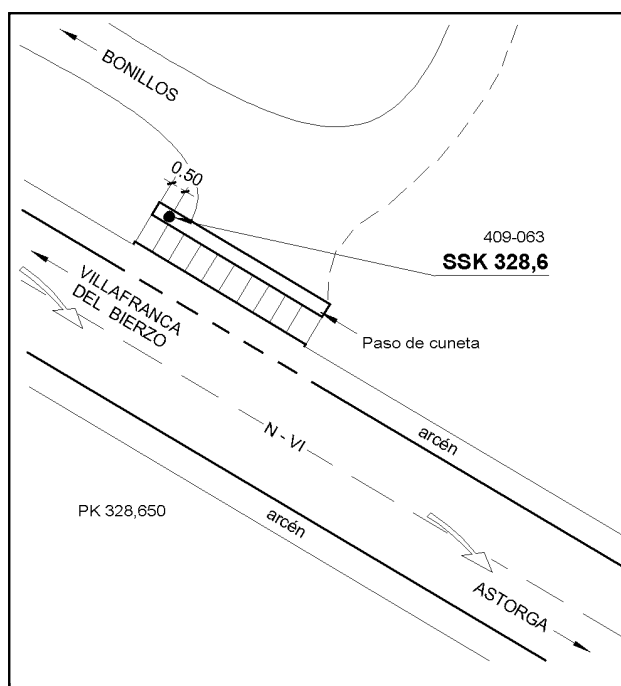 BONILLOS
0.50
409-063
SSK 328,6
VILLAFRANCA
DEL BIERZO
Paso de cuneta
N - VI
arcén
PK 328,650
arcén
ASTORGA